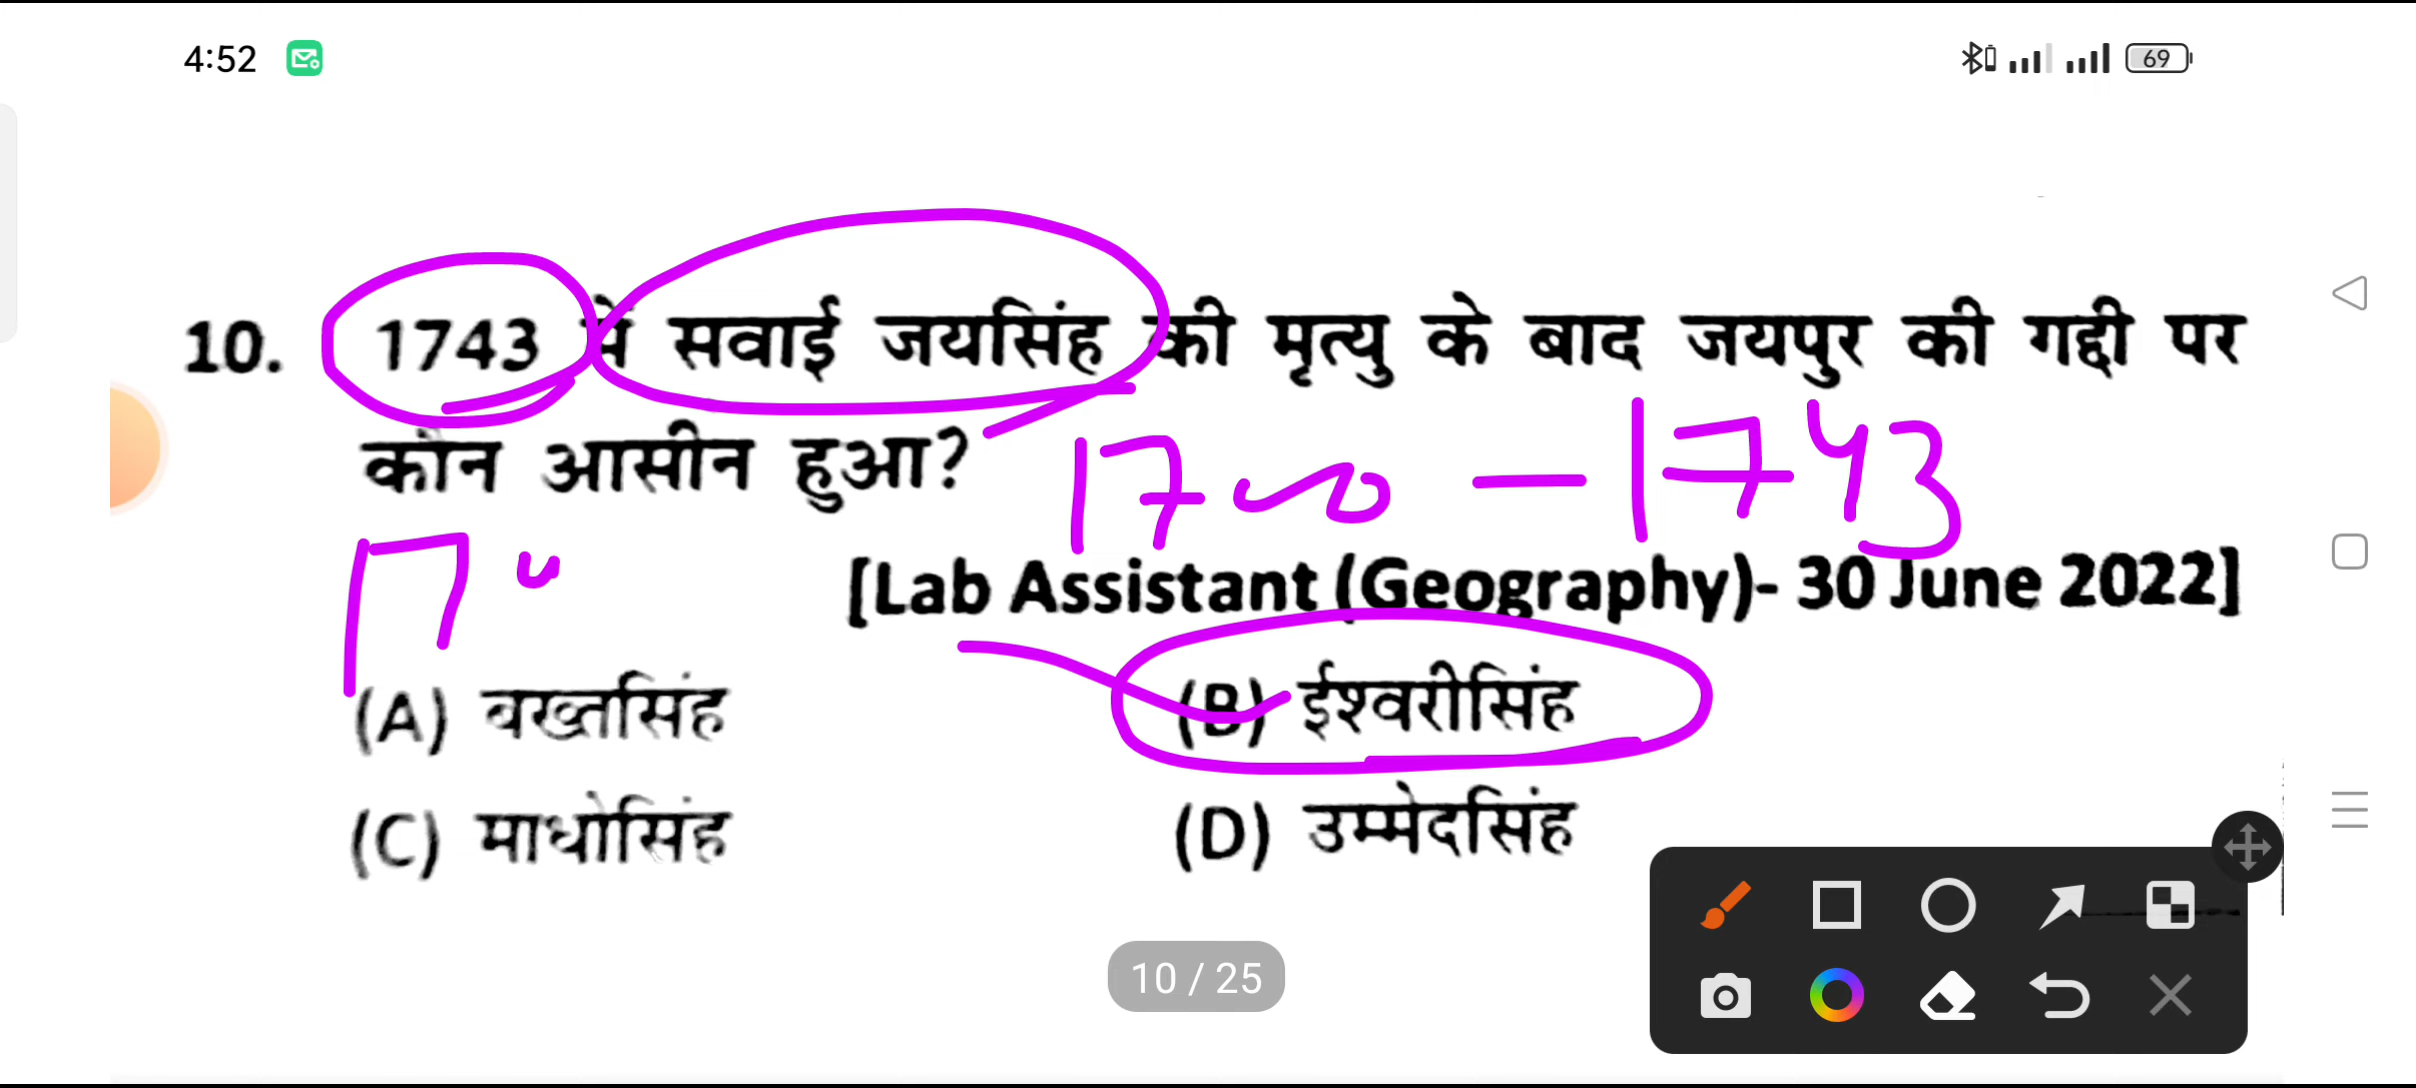 4:52
69
10. 1743 में सवाई जयसिंह की मृत्यु के बाद जयपुर की गद्दी पर
कौन आसीन हुआ?
1700 – 1743
17
[Lab Assistant (Geography)- 30 June 2022]
(A) वख्तसिंह (B) ईश्वरीसिंह
(C) माधोसिंह (D) उम्मेदसिंह
10 / 25